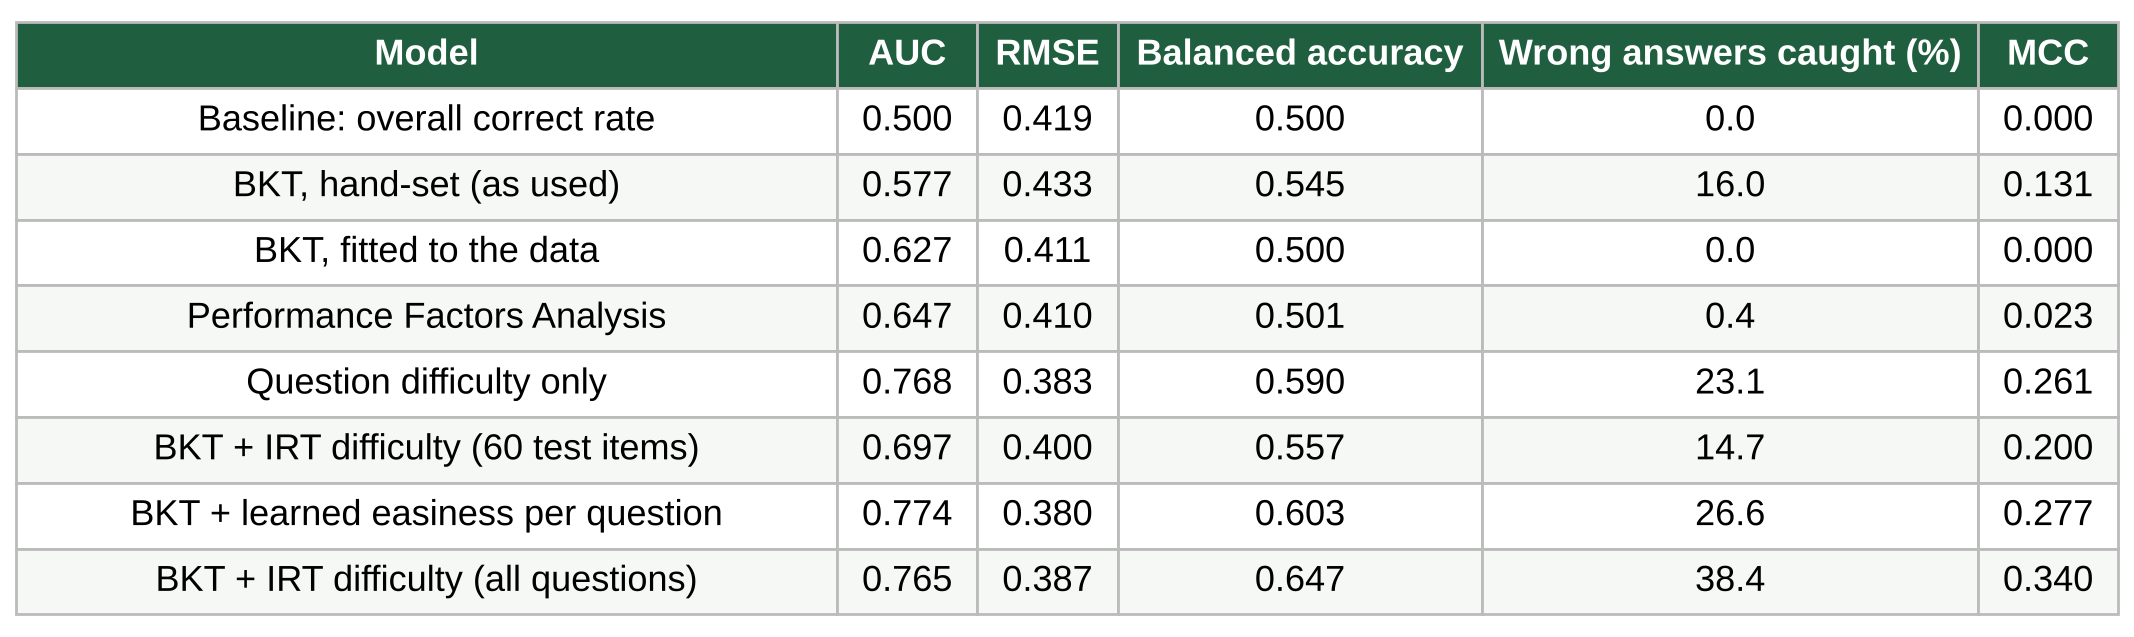 Model AUC RMSE Balanced accuracy Wrong answers caught (%) MCC
Baseline: overall correct rate 0.500 0.419 0.500 0.0 0.000
BKT, hand-set (as used) 0.577 0.433 0.545 16.0 0.131
BKT, fitted to the data 0.627 0.411 0.500 0.0 0.000
Performance Factors Analysis 0.647 0.410 0.501 0.4 0.023
Question difficulty only 0.768 0.383 0.590 23.1 0.261
BKT + IRT difficulty (60 test items) 0.697 0.400 0.557 14.7 0.200
BKT + learned easiness per question 0.774 0.380 0.603 26.6 0.277
BKT + IRT difficulty (all questions) 0.765 0.387 0.647 38.4 0.340